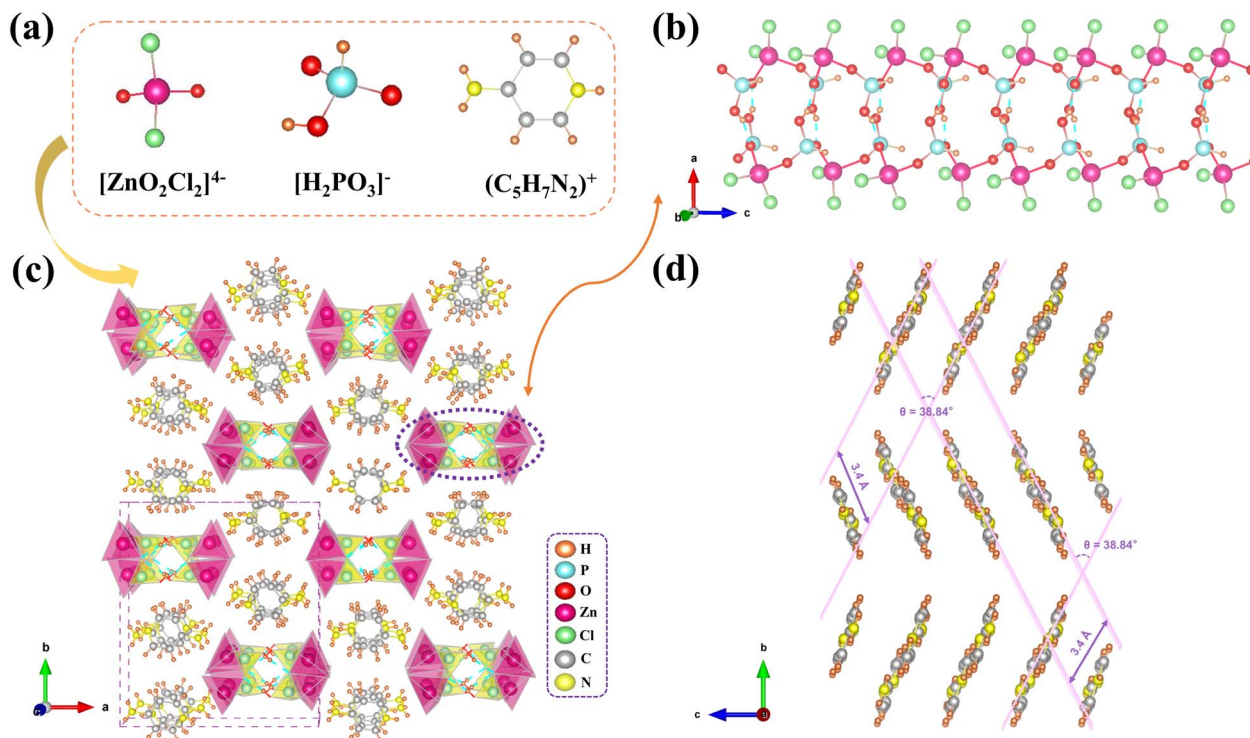 (a)
[ZnO₂Cl₂]⁴⁻
[H₂PO₃]⁻
(C₅H₇N₂)⁺
(b)
a
b
c
(c)
H
P
O
Zn
Cl
C
N
b
c
a
(d)
θ = 38.84°
3.4 Å
θ = 38.84°
3.4 Å
b
c
a